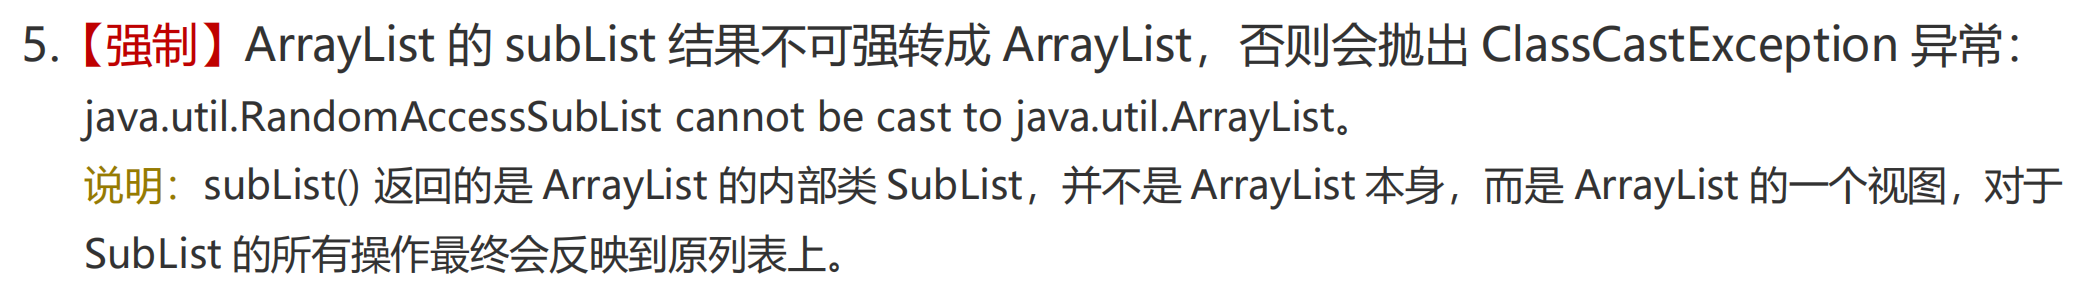 5.【强制】ArrayList 的 subList 结果不可强转成 ArrayList，否则会抛出 ClassCastException 异常：
java.util.RandomAccessSubList cannot be cast to java.util.ArrayList。
说明：subList() 返回的是 ArrayList 的内部类 SubList，并不是 ArrayList 本身，而是 ArrayList 的一个视图，对于
SubList 的所有操作最终会反映到原列表上。